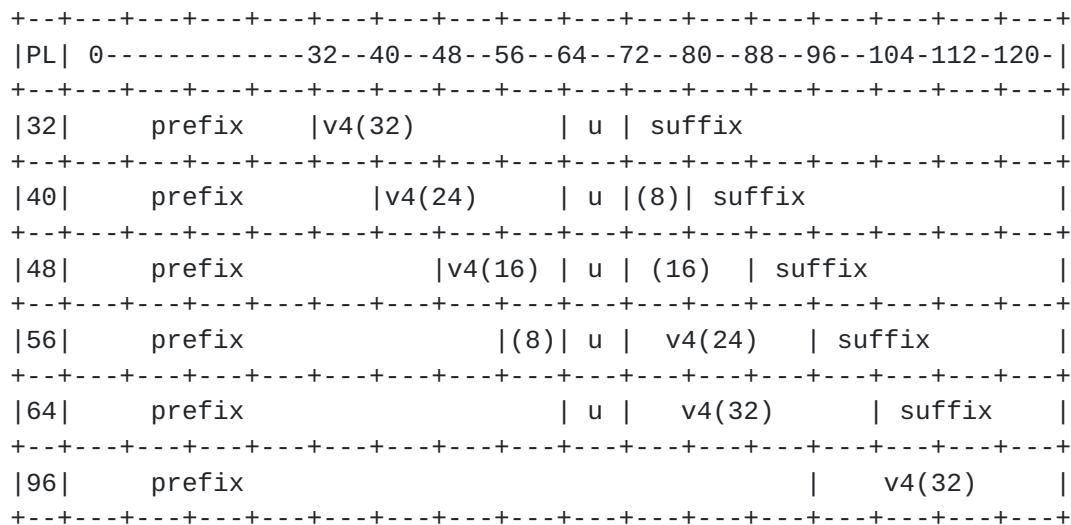 +--+---+---+---+---+---+---+---+---+---+---+---+---+---+---+---+---+
|PL| 0-------------32--40--48--56--64--72--80--88--96--104-112-120-|
+--+---+---+---+---+---+---+---+---+---+---+---+---+---+---+---+---+
|32|     prefix    |v4(32)         | u | suffix                    |
+--+---+---+---+---+---+---+---+---+---+---+---+---+---+---+---+---+
|40|     prefix        |v4(24)     | u |(8)| suffix                |
+--+---+---+---+---+---+---+---+---+---+---+---+---+---+---+---+---+
|48|     prefix            |v4(16) | u | (16)  | suffix            |
+--+---+---+---+---+---+---+---+---+---+---+---+---+---+---+---+---+
|56|     prefix                |(8)| u |  v4(24)   | suffix        |
+--+---+---+---+---+---+---+---+---+---+---+---+---+---+---+---+---+
|64|     prefix                    | u |   v4(32)      | suffix    |
+--+---+---+---+---+---+---+---+---+---+---+---+---+---+---+---+---+
|96|     prefix                                    |    v4(32)     |
+--+---+---+---+---+---+---+---+---+---+---+---+---+---+---+---+---+